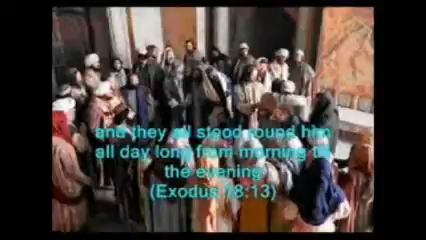 and they all stood round him
all day long from morning till
the evening
(Exodus 18:13)